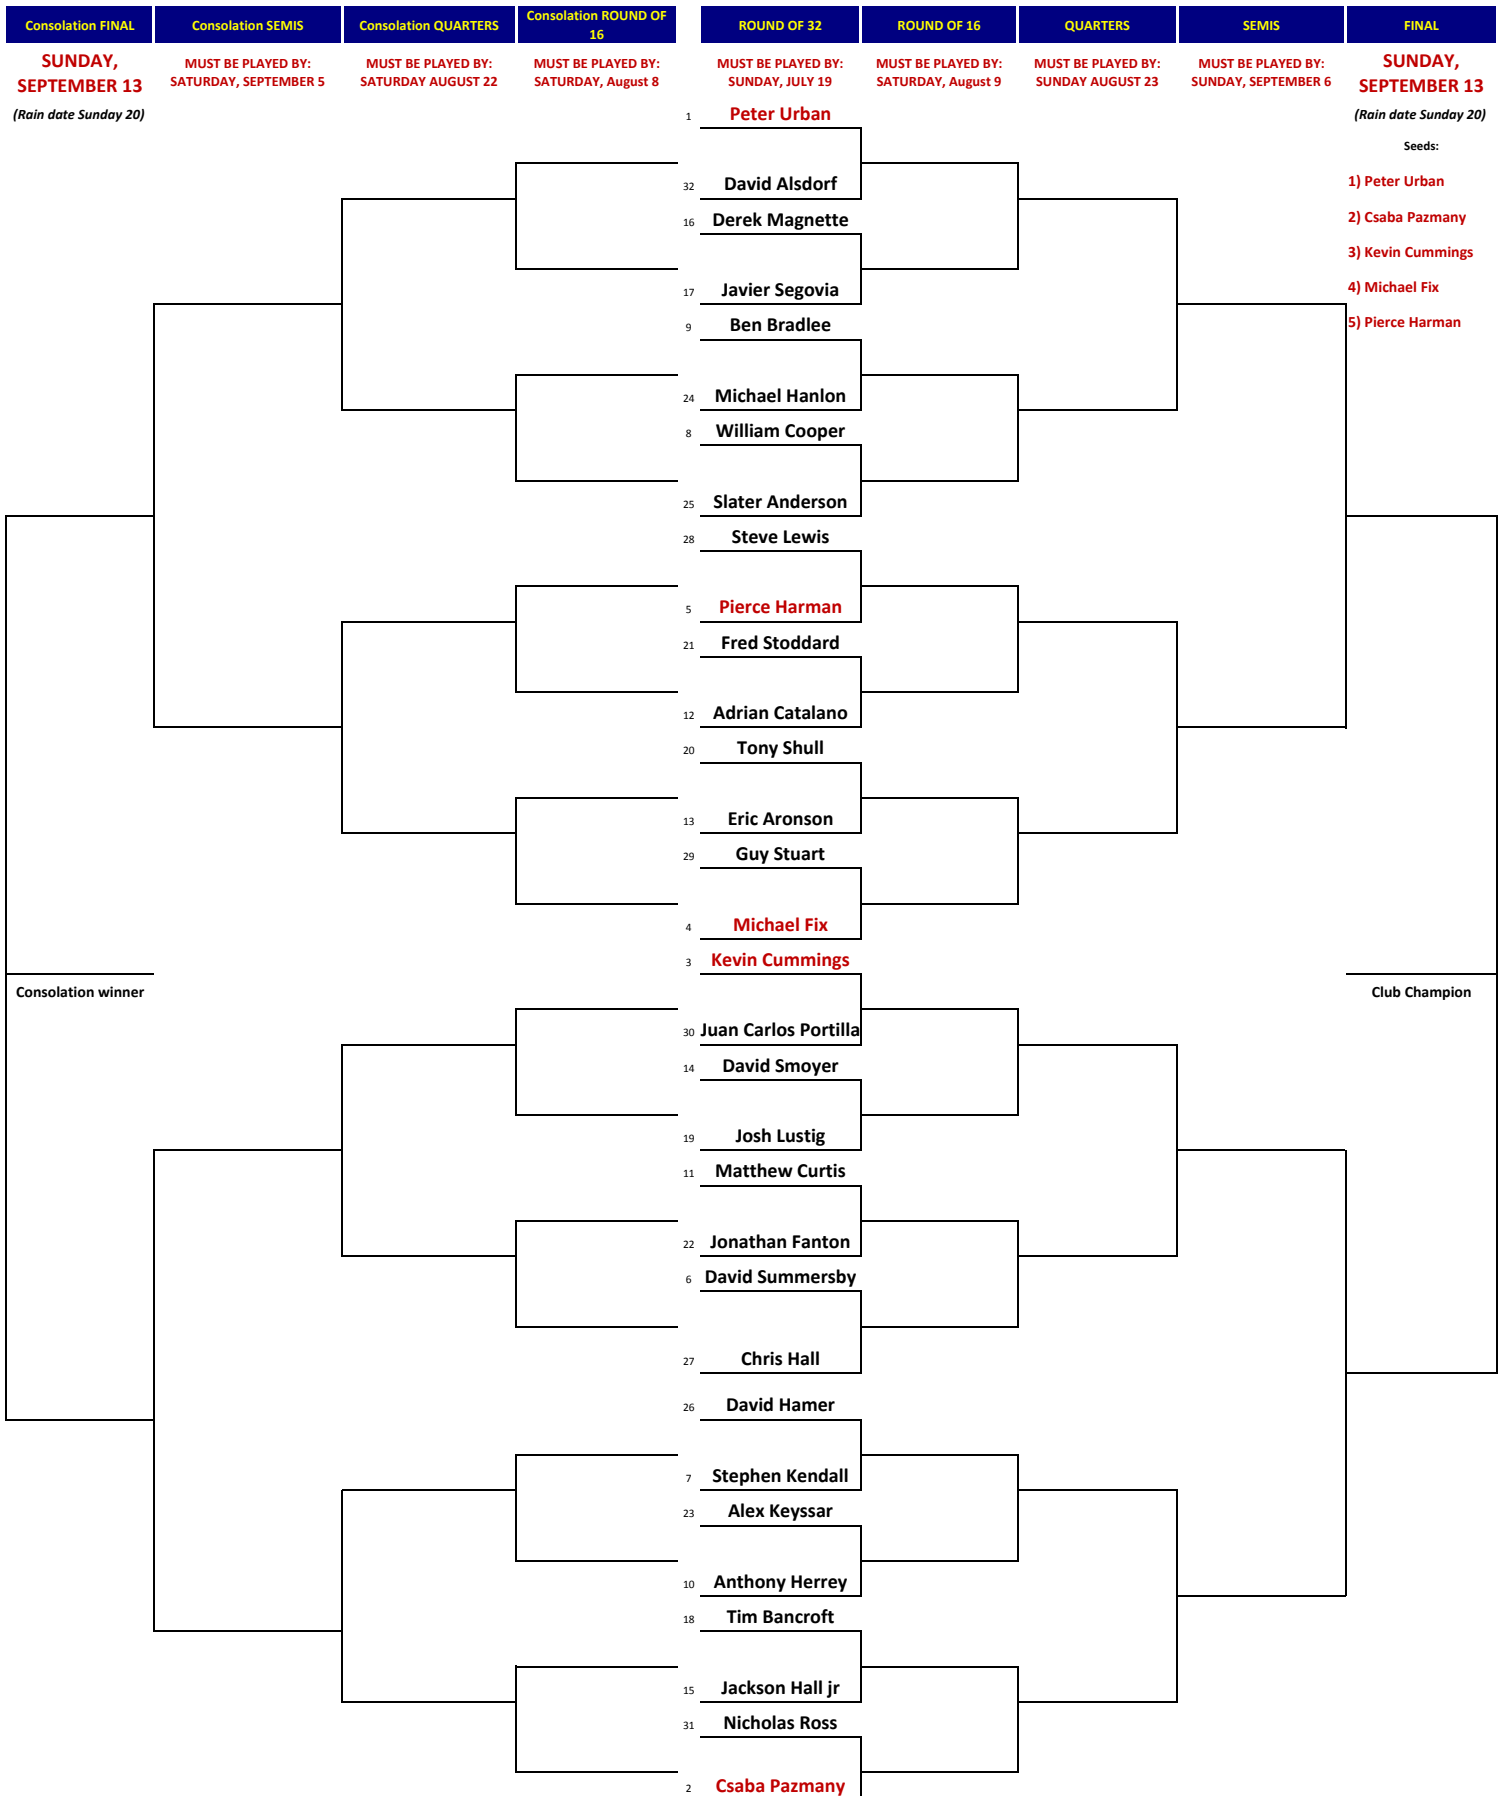 Consolation FINAL
Consolation SEMIS
Consolation QUARTERS
Consolation ROUND OF
16
ROUND OF 32
ROUND OF 16
QUARTERS
SEMIS
FINAL
SUNDAY,
SEPTEMBER 13
(Rain date Sunday 20)
MUST BE PLAYED BY:
SATURDAY, SEPTEMBER 5
MUST BE PLAYED BY:
SATURDAY AUGUST 22
MUST BE PLAYED BY:
SATURDAY, August 8
MUST BE PLAYED BY:
SUNDAY, JULY 19
MUST BE PLAYED BY:
SATURDAY, August 9
MUST BE PLAYED BY:
SUNDAY AUGUST 23
MUST BE PLAYED BY:
SUNDAY, SEPTEMBER 6
SUNDAY,
SEPTEMBER 13
(Rain date Sunday 20)
Seeds:
1) Peter Urban
2) Csaba Pazmany
3) Kevin Cummings
4) Michael Fix
5) Pierce Harman
1 Peter Urban
32 David Alsdorf
16 Derek Magnette
17 Javier Segovia
9 Ben Bradlee
24 Michael Hanlon
8 William Cooper
25 Slater Anderson
28 Steve Lewis
5 Pierce Harman
21 Fred Stoddard
12 Adrian Catalano
20 Tony Shull
13 Eric Aronson
29 Guy Stuart
4 Michael Fix
3 Kevin Cummings
Consolation winner
Club Champion
30 Juan Carlos Portilla
14 David Smoyer
19 Josh Lustig
11 Matthew Curtis
22 Jonathan Fanton
6 David Summersby
27 Chris Hall
26 David Hamer
7 Stephen Kendall
23 Alex Keyssar
10 Anthony Herrey
18 Tim Bancroft
15 Jackson Hall jr
31 Nicholas Ross
2 Csaba Pazmany